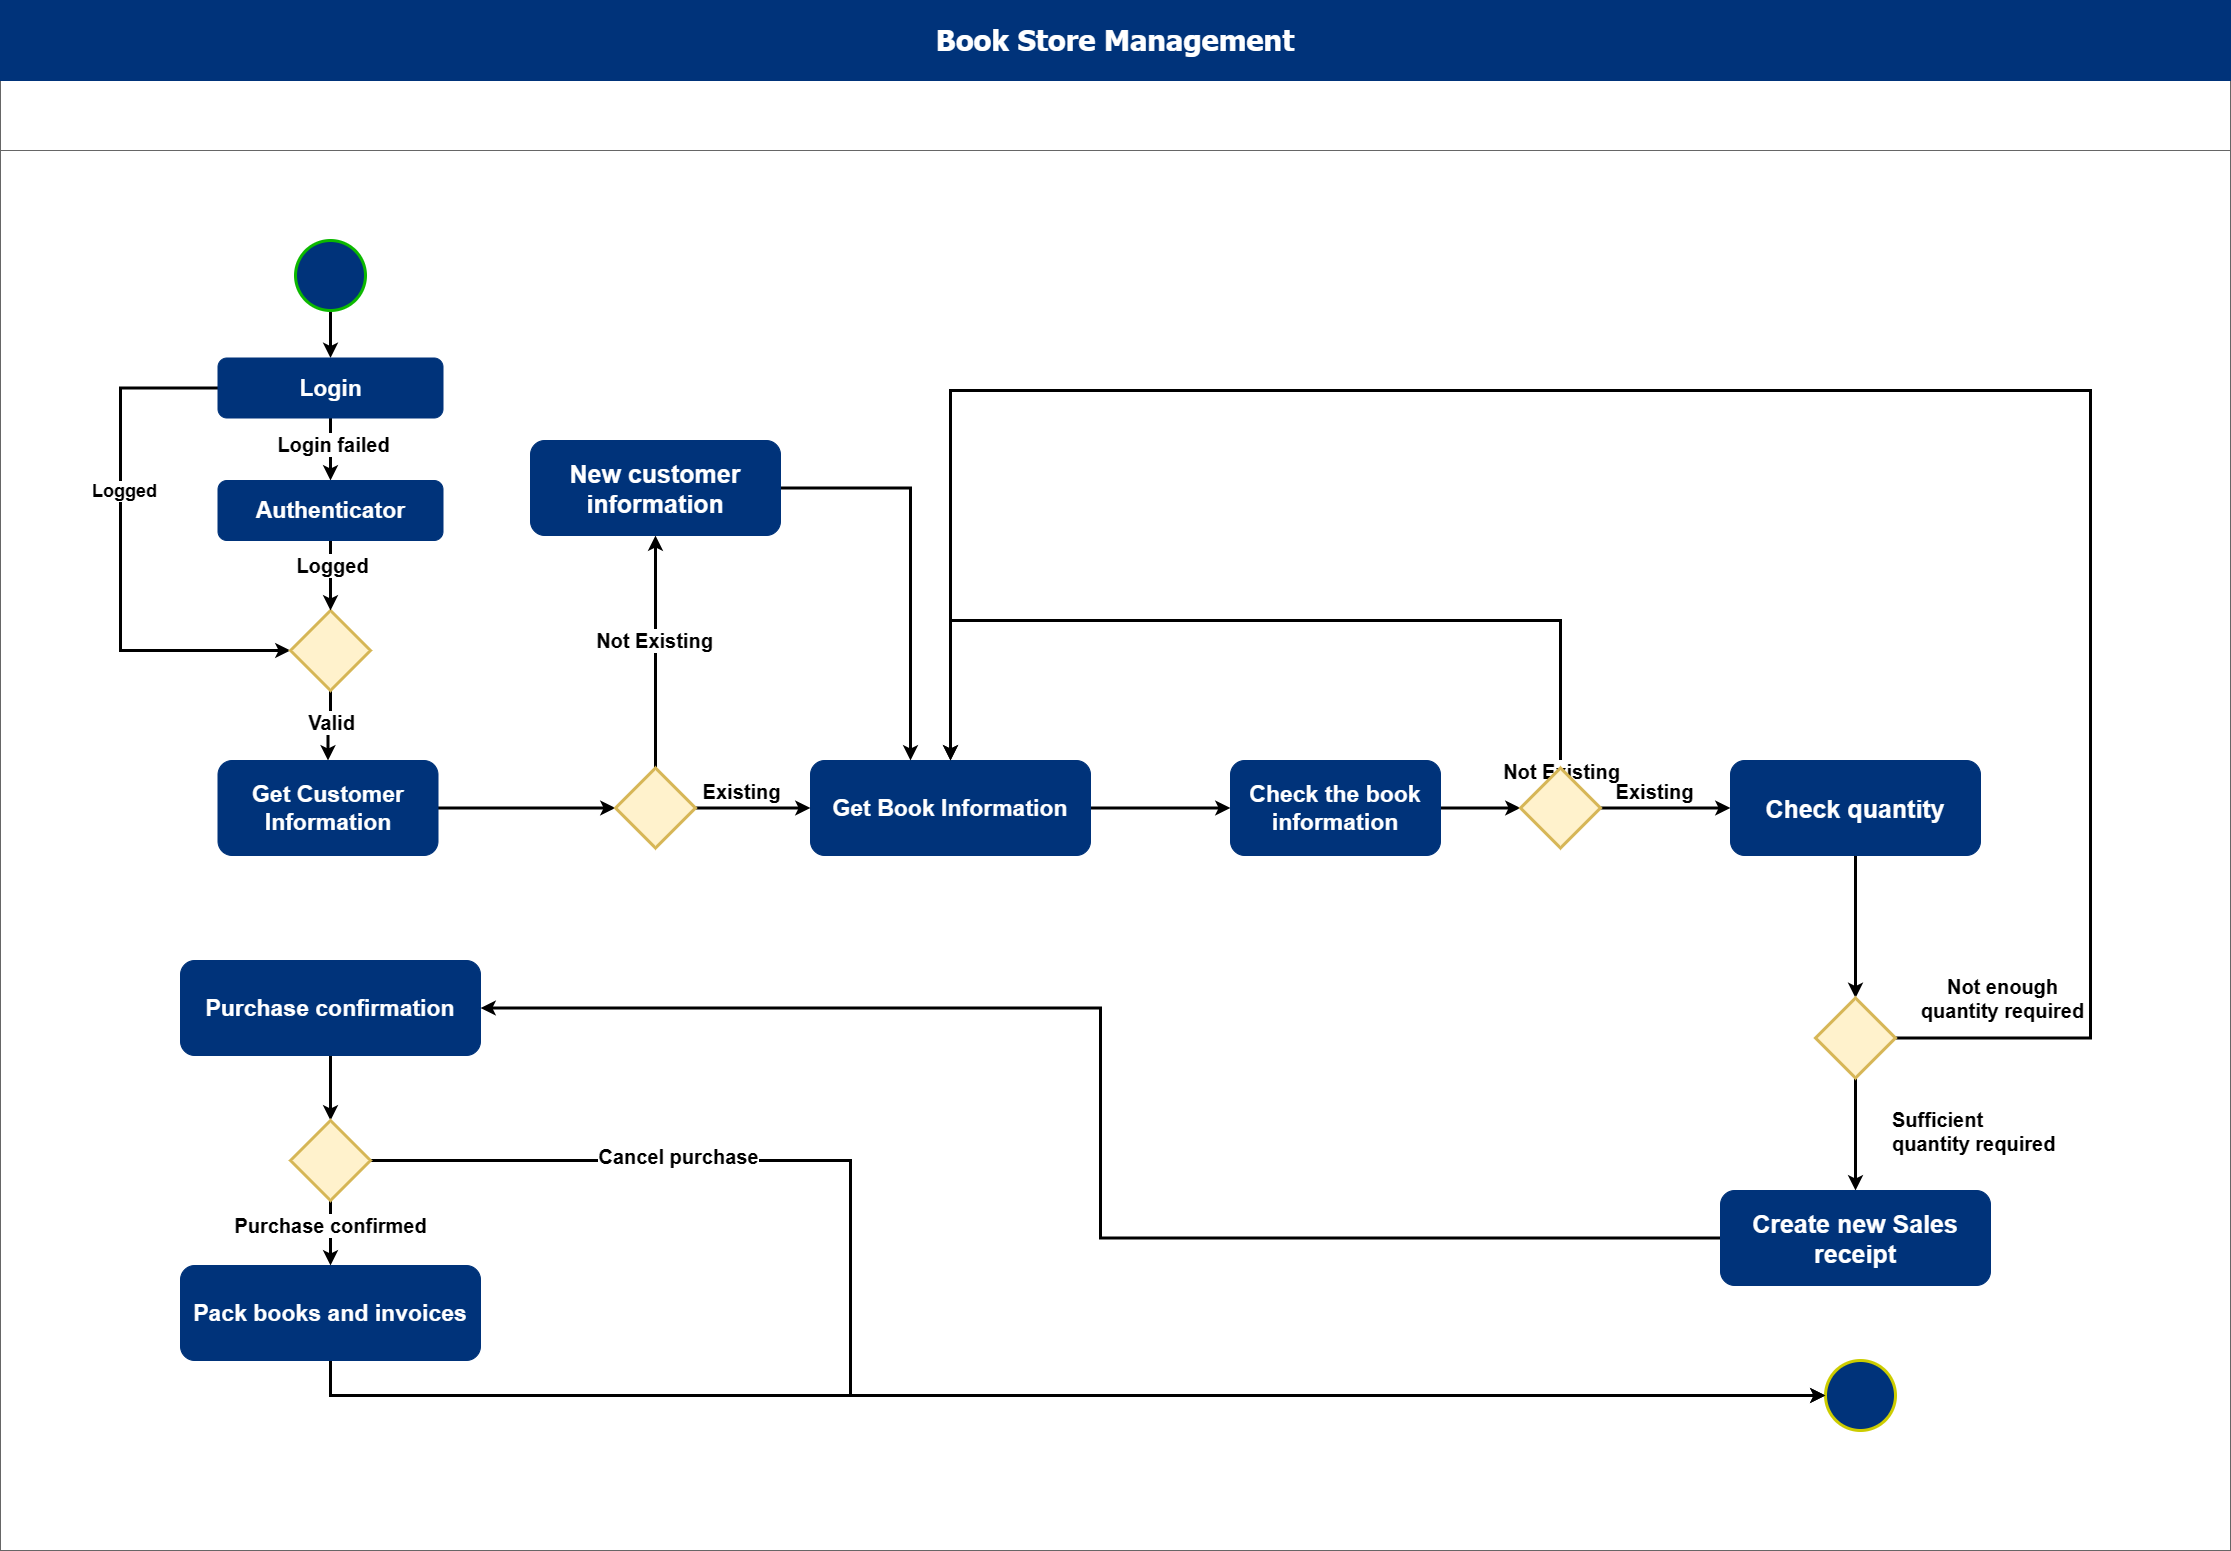 Book Store Management
Login
Login failed
Logged
Authenticator
Logged
Valid
Get Customer
Information
New customer
information
Not Existing
Existing
Get Book Information
Check the book
information
Not Existing
Existing
Check quantity
Not enough
quantity required
Sufficient
quantity required
Create new Sales
receipt
Purchase confirmation
Cancel purchase
Purchase confirmed
Pack books and invoices